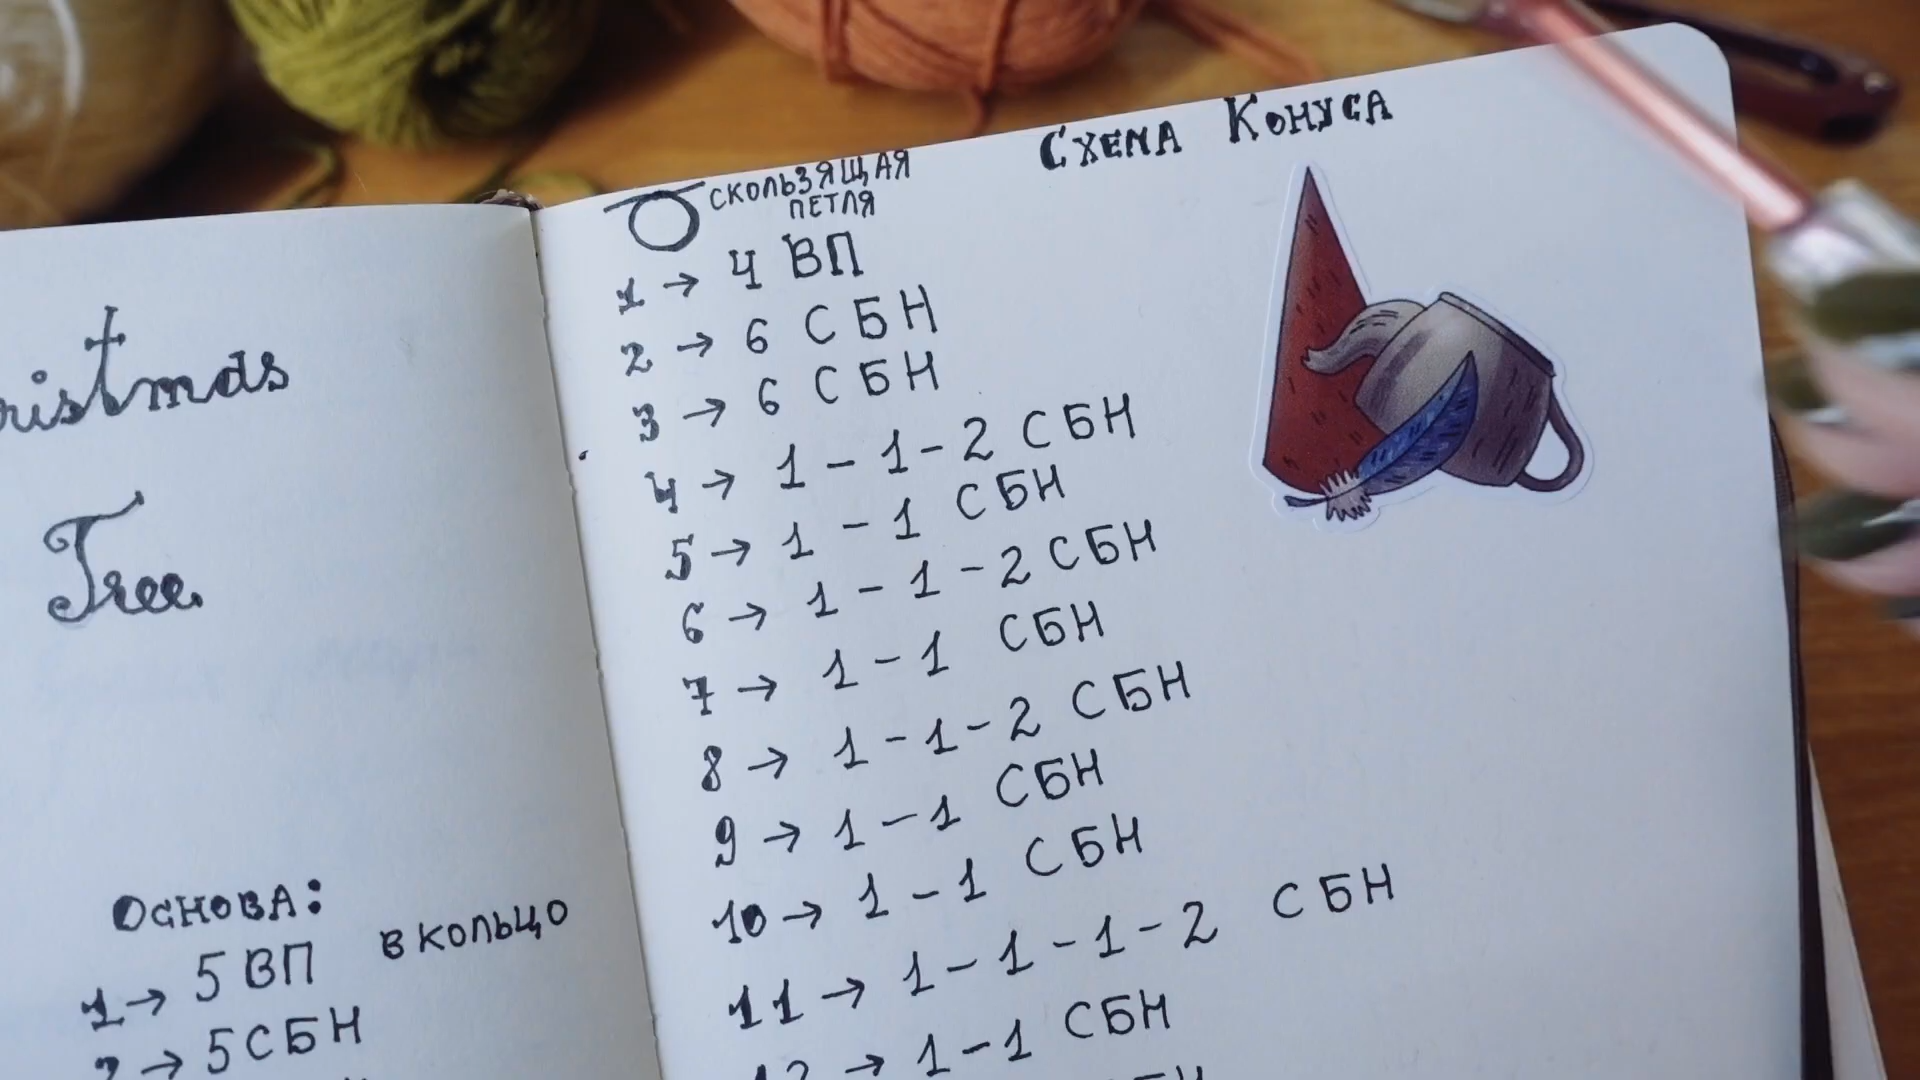 ristmas
Tree
Основа:
1→ 5 ВП в кольцо
2→ 5 СБН
Схема Конуса
скользящая
петля
1→ 4 ВП
2→ 6 СБН
3→ 6 СБН
4→ 1-1-2 СБН
5→ 1-1 СБН
6→ 1-1-2 СБН
7→ 1-1 СБН
8→ 1-1-2 СБН
9→ 1-1 СБН
10→ 1-1 СБН
11→ 1-1-1-2 СБН
12→ 1-1 СБН